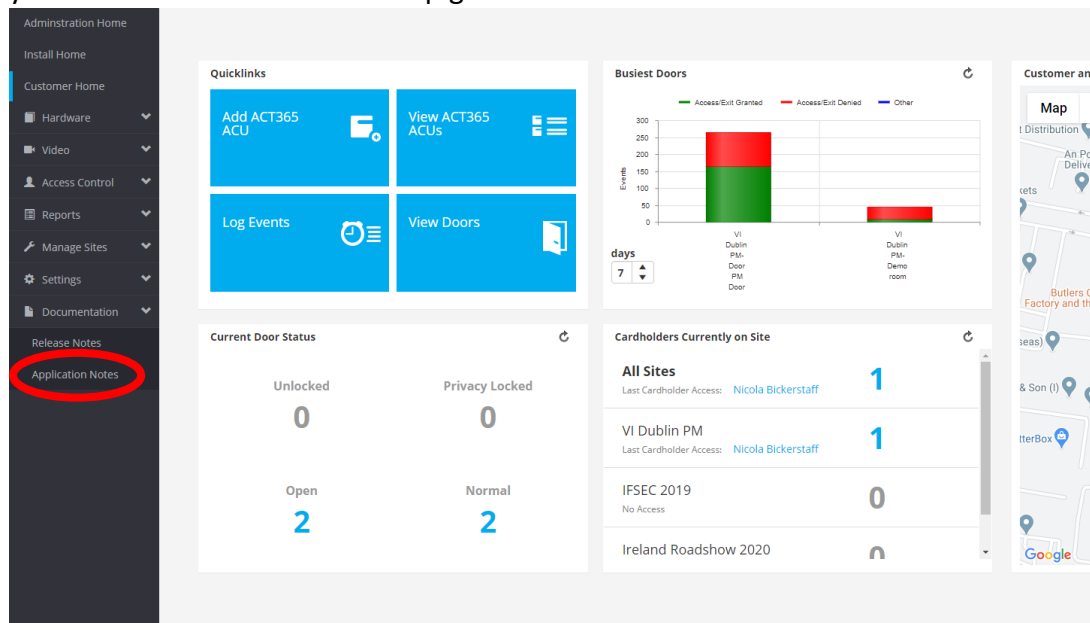 Adminstration Home
Install Home
Customer Home
Hardware
Video
Access Control
Reports
Manage Sites
Settings
Documentation
Release Notes
Application Notes
Quicklinks
Add ACT365
ACU
View ACT365
ACUs
Log Events
View Doors
Busiest Doors
Access/Exit Granted
Access/Exit Denied
Other
300
250
200
150
100
50
0
Events
VI
Dublin
PM-
Door
PM
Door
VI
Dublin
PM-
Demo
room
days
7
Customer an
Map
t Distribution
An Po
Delive
kets
Butlers C
Factory and th
seas)
& Son (I)
tterBox
Google
Current Door Status
Unlocked
0
Privacy Locked
0
Open
2
Normal
2
Cardholders Currently on Site
All Sites
1
Last Cardholder Access: Nicola Bickerstaff
VI Dublin PM
1
Last Cardholder Access: Nicola Bickerstaff
IFSEC 2019
0
No Access
Ireland Roadshow 2020
0